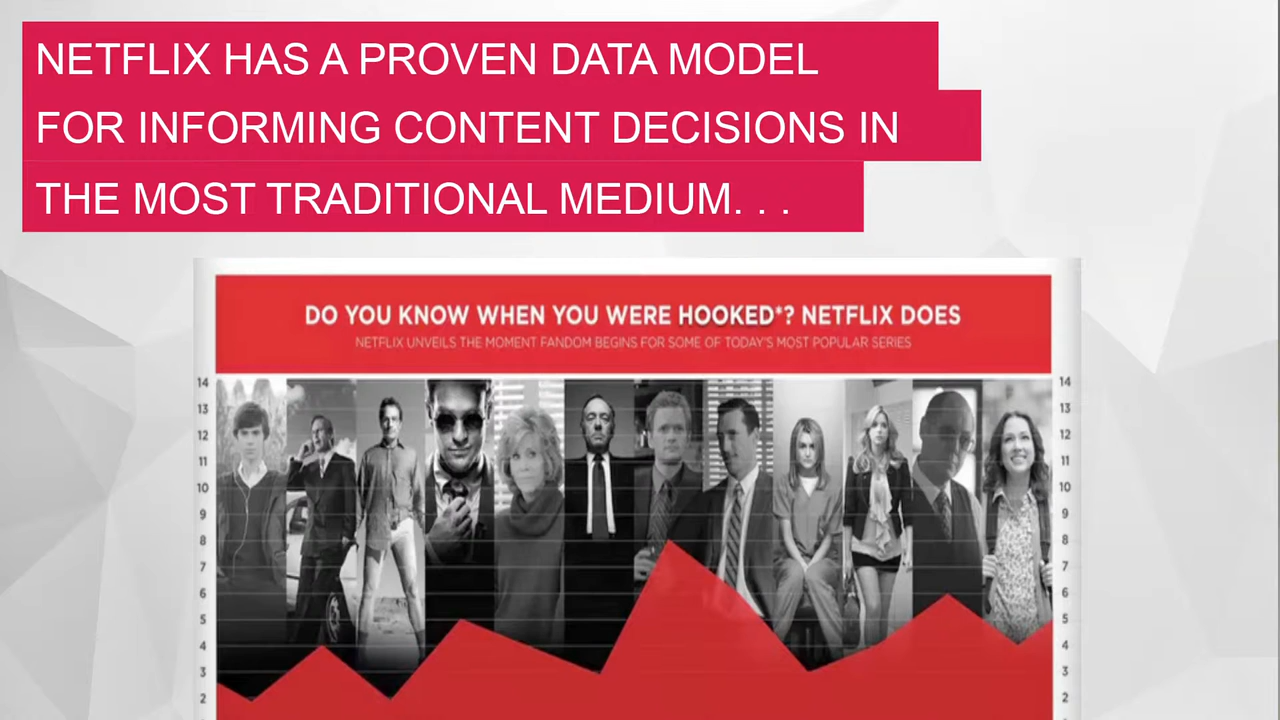 NETFLIX HAS A PROVEN DATA MODEL
FOR INFORMING CONTENT DECISIONS IN
THE MOST TRADITIONAL MEDIUM. . .
DO YOU KNOW WHEN YOU WERE HOOKED*? NETFLIX DOES
NETFLIX UNVEILS THE MOMENT FANDOM BEGINS FOR SOME OF TODAY'S MOST POPULAR SERIES
14 14
13 13
12 12
11 11
10 10
9 9
8 8
7 7
6 6
5 5
4 4
3 3
2 2